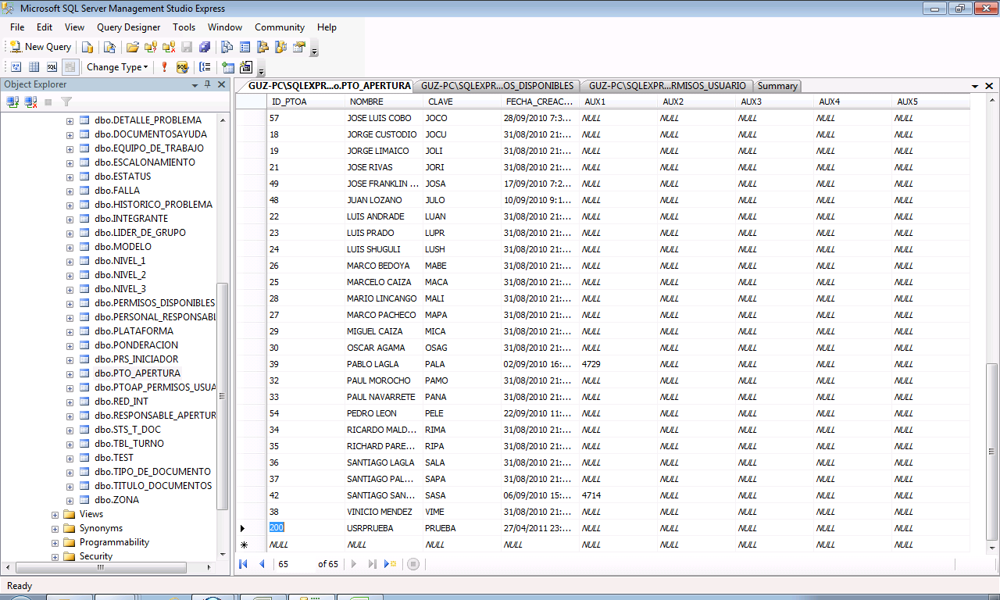 Microsoft SQL Server Management Studio Express
File Edit View Query Designer Tools Window Community Help
New Query
Change Type
Object Explorer
dbo.DETALLE_PROBLEMA
dbo.DOCUMENTOSAYUDA
dbo.EQUIPO_DE_TRABAJO
dbo.ESCALONAMIENTO
dbo.ESTATUS
dbo.FALLA
dbo.HISTORICO_PROBLEMA
dbo.INTEGRANTE
dbo.LIDER_DE_GRUPO
dbo.MODELO
dbo.NIVEL_1
dbo.NIVEL_2
dbo.NIVEL_3
dbo.PERMISOS_DISPONIBLES
dbo.PERSONAL_RESPONSABL
dbo.PLATAFORMA
dbo.PONDERACION
dbo.PRS_INICIADOR
dbo.PTO_APERTURA
dbo.PTOAP_PERMISOS_USUA
dbo.RED_INT
dbo.RESPONSABLE_APERTUR
dbo.STS_T_DOC
dbo.TBL_TURNO
dbo.TEST
dbo.TIPO_DE_DOCUMENTO
dbo.TITULO_DOCUMENTOS
dbo.ZONA
Views
Synonyms
Programmability
Security
GUZ-PC\SQLEXPR...o.PTO_APERTURA GUZ-PC\SQLEXPR...OS_DISPONIBLES GUZ-PC\SQLEXPR...RMISOS_USUARIO Summary
ID_PTOA NOMBRE CLAVE FECHA_CREAC... AUX1 AUX2 AUX3 AUX4 AUX5
57 JOSE LUIS COBO JOCO 28/09/2010 7:3... NULL NULL NULL NULL NULL
18 JORGE CUSTODIO JOCU 31/08/2010 21:... NULL NULL NULL NULL NULL
19 JORGE LIMAICO JOLI 31/08/2010 21:... NULL NULL NULL NULL NULL
21 JOSE RIVAS JORI 31/08/2010 21:... NULL NULL NULL NULL NULL
49 JOSE FRANKLIN ... JOSA 17/09/2010 7:2... NULL NULL NULL NULL NULL
48 JUAN LOZANO JULO 10/09/2010 9:1... NULL NULL NULL NULL NULL
22 LUIS ANDRADE LUAN 31/08/2010 21:... NULL NULL NULL NULL NULL
23 LUIS PRADO LUPR 31/08/2010 21:... NULL NULL NULL NULL NULL
24 LUIS SHUGULI LUSH 31/08/2010 21:... NULL NULL NULL NULL NULL
26 MARCO BEDOYA MABE 31/08/2010 21:... NULL NULL NULL NULL NULL
25 MARCELO CAIZA MACA 31/08/2010 21:... NULL NULL NULL NULL NULL
28 MARIO LINCANGO MALI 31/08/2010 21:... NULL NULL NULL NULL NULL
27 MARCO PACHECO MAPA 31/08/2010 21:... NULL NULL NULL NULL NULL
29 MIGUEL CAIZA MICA 31/08/2010 21:... NULL NULL NULL NULL NULL
30 OSCAR AGAMA OSAG 31/08/2010 21:... NULL NULL NULL NULL NULL
39 PABLO LAGLA PALA 02/09/2010 16:... 4729 NULL NULL NULL NULL
32 PAUL MOROCHO PAMO 31/08/2010 21:... NULL NULL NULL NULL NULL
33 PAUL NAVARRETE PANA 31/08/2010 21:... NULL NULL NULL NULL NULL
54 PEDRO LEON PELE 22/09/2010 11:... NULL NULL NULL NULL NULL
34 RICARDO MALD... RIMA 31/08/2010 21:... NULL NULL NULL NULL NULL
35 RICHARD PARE... RIPA 31/08/2010 21:... NULL NULL NULL NULL NULL
36 SANTIAGO LAGLA SALA 31/08/2010 21:... NULL NULL NULL NULL NULL
37 SANTIAGO PAL... SAPA 31/08/2010 21:... NULL NULL NULL NULL NULL
42 SANTIAGO SAN... SASA 06/09/2010 15:... 4714 NULL NULL NULL NULL
38 VINICIO MENDEZ VIME 31/08/2010 21:... NULL NULL NULL NULL NULL
200 USRPRUEBA PRUEBA 27/04/2011 23:... NULL NULL NULL NULL NULL
NULL NULL NULL NULL NULL NULL NULL NULL NULL
65 of 65
Ready